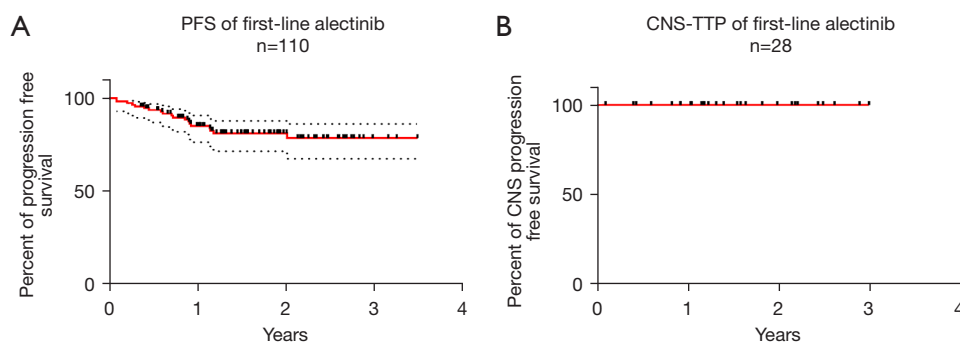 A
PFS of first-line alectinib
n=110
Percent of progression free
survival
100
50
0
0 1 2 3 4
Years
B
CNS-TTP of first-line alectinib
n=28
Percent of CNS progression
free survival
100
50
0
0 1 2 3 4
Years